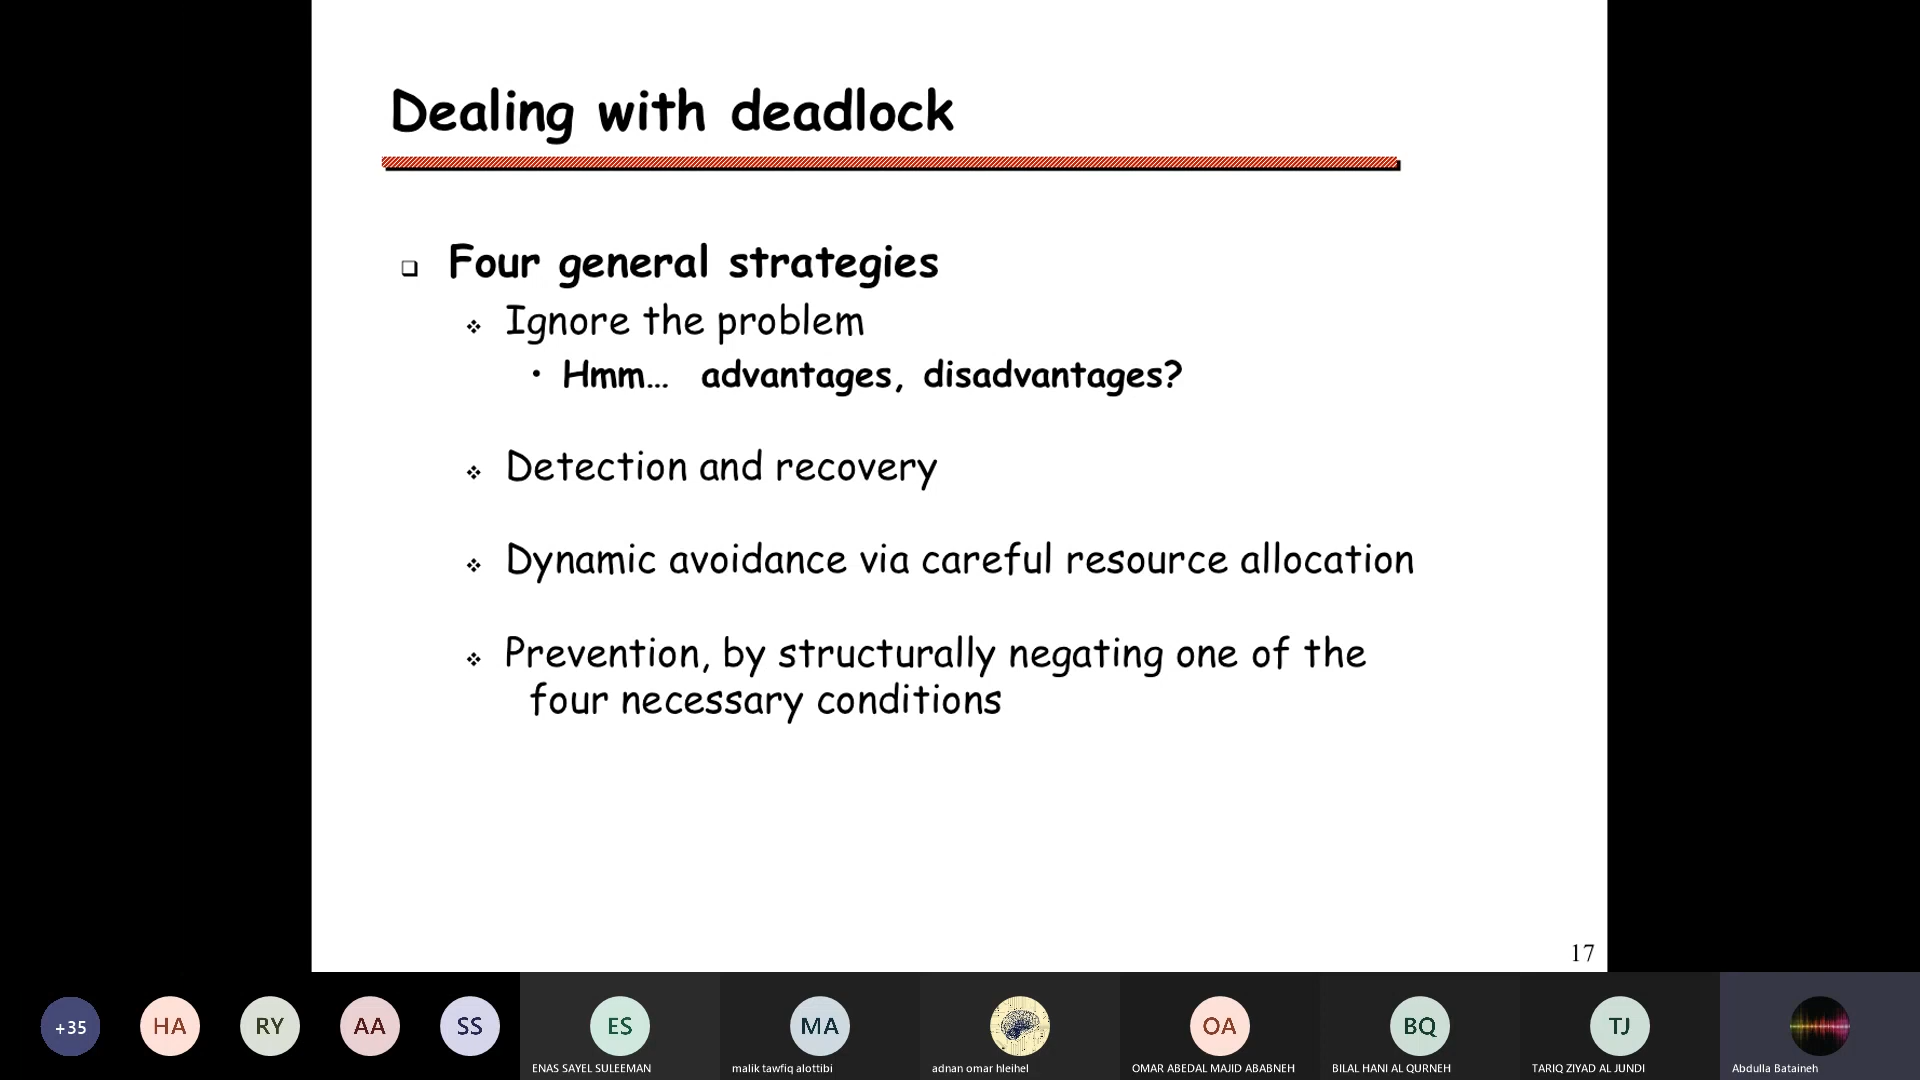 Dealing with deadlock
Four general strategies
Ignore the problem
Hmm... advantages, disadvantages?
Detection and recovery
Dynamic avoidance via careful resource allocation
Prevention, by structurally negating one of the
four necessary conditions
17
+35
HA
RY
AA
SS
ES
MA
OA
BQ
TJ
ENAS SAYEL SULEEMAN
malik tawfiq alottibi
adnan omar hleihel
OMAR ABEDAL MAJID ABABNEH
BILAL HANI AL QURNEH
TARIQ ZIYAD AL JUNDI
Abdulla Bataineh